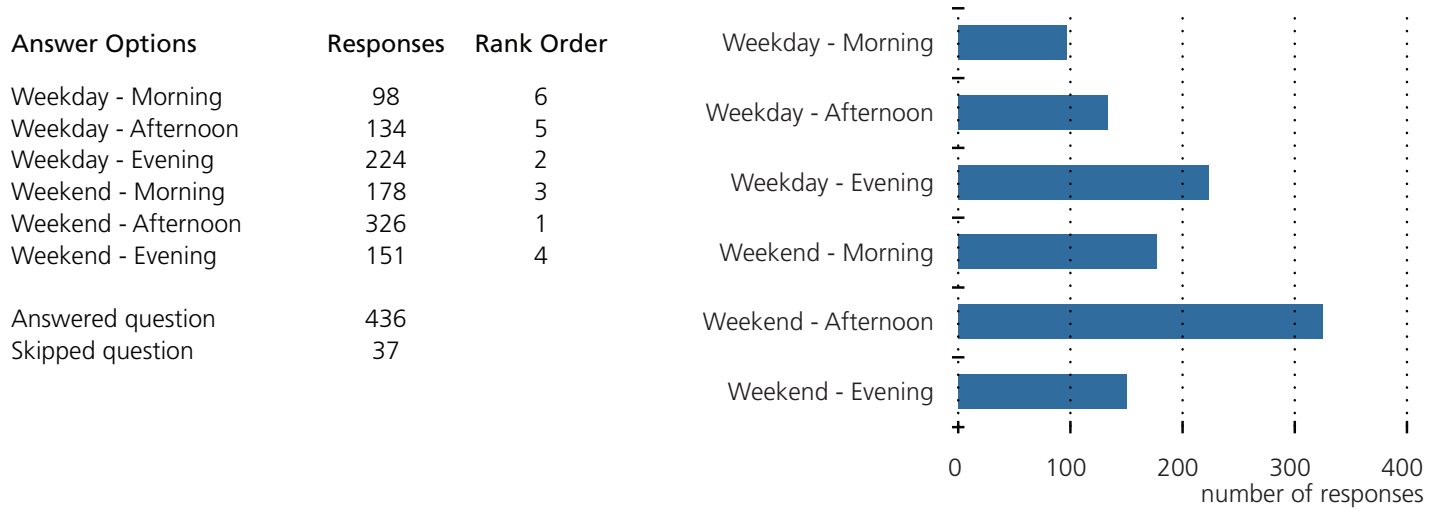 Answer Options Responses Rank Order
Weekday - Morning 98 6
Weekday - Afternoon 134 5
Weekday - Evening 224 2
Weekend - Morning 178 3
Weekend - Afternoon 326 1
Weekend - Evening 151 4
Answered question 436
Skipped question 37
Weekday - Morning
Weekday - Afternoon
Weekday - Evening
Weekend - Morning
Weekend - Afternoon
Weekend - Evening
0 100 200 300 400
number of responses